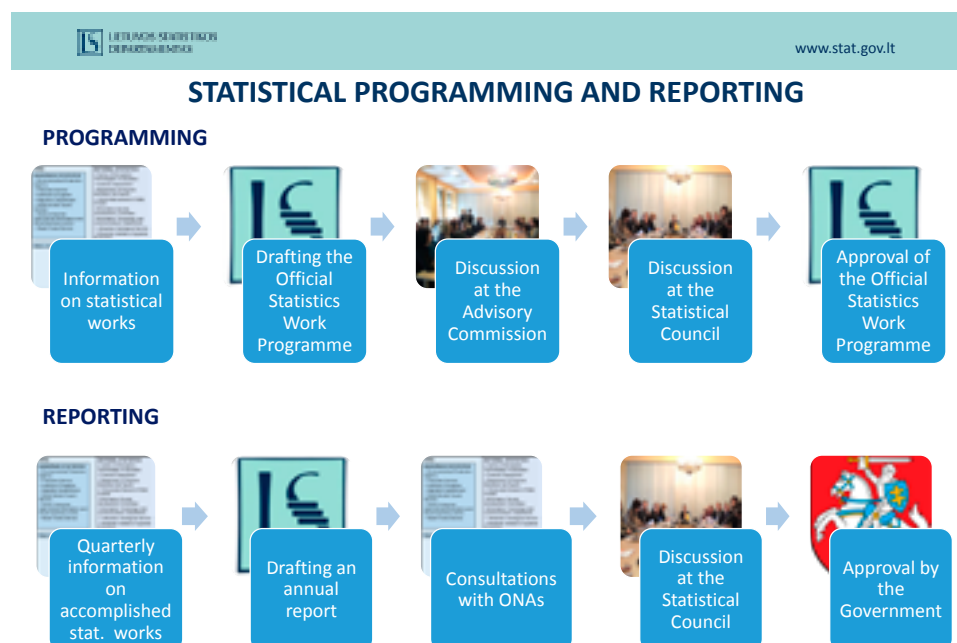 LIETUVOS STATISTIKOS
DEPARTAMENTAS
www.stat.gov.lt
STATISTICAL PROGRAMMING AND REPORTING
PROGRAMMING
Information
on statistical
works
Drafting the
Official
Statistics
Work
Programme
Discussion
at the
Advisory
Commission
Discussion
at the
Statistical
Council
Approval of
the Official
Statistics
Work
Programme
REPORTING
Quarterly
information
on
accomplished
stat. works
Drafting an
annual
report
Consultations
with ONAs
Discussion
at the
Statistical
Council
Approval by
the
Government